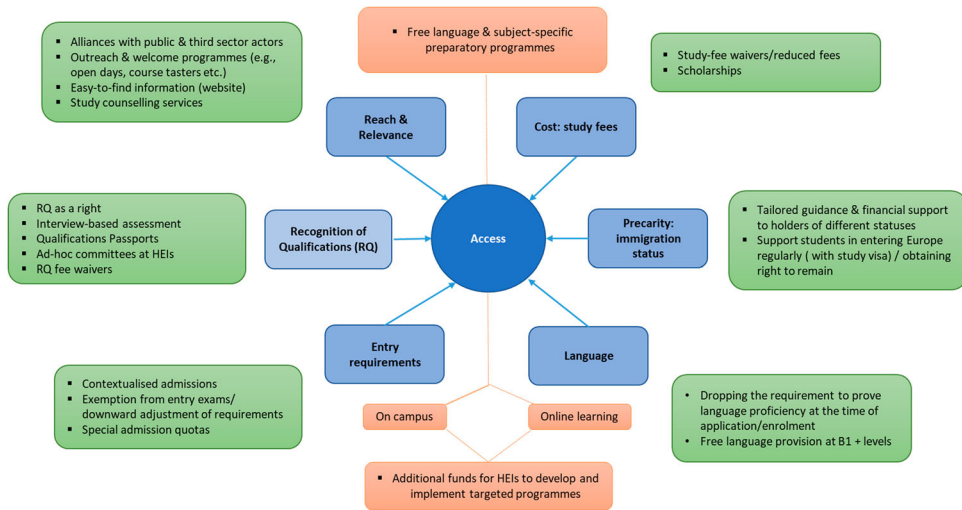 ▪ Alliances with public & third sector actors
▪ Outreach & welcome programmes (e.g.,
open days, course tasters etc.)
▪ Easy-to-find information (website)
▪ Study counselling services
▪ Free language & subject-specific
preparatory programmes
▪ Study-fee waivers/reduced fees
▪ Scholarships
Reach &
Relevance
Cost: study fees
▪ RQ as a right
▪ Interview-based assessment
▪ Qualifications Passports
▪ Ad-hoc committees at HEIs
▪ RQ fee waivers
Recognition of
Qualifications (RQ)
Access
Precarity:
immigration
status
▪ Tailored guidance & financial support
to holders of different statuses
▪ Support students in entering Europe
regularly ( with study visa) / obtaining
right to remain
Entry
requirements
Language
▪ Contextualised admissions
▪ Exemption from entry exams/
downward adjustment of requirements
▪ Special admission quotas
On campus
Online learning
• Dropping the requirement to prove
language proficiency at the time of
application/enrolment
• Free language provision at B1 + levels
▪ Additional funds for HEIs to develop and
implement targeted programmes